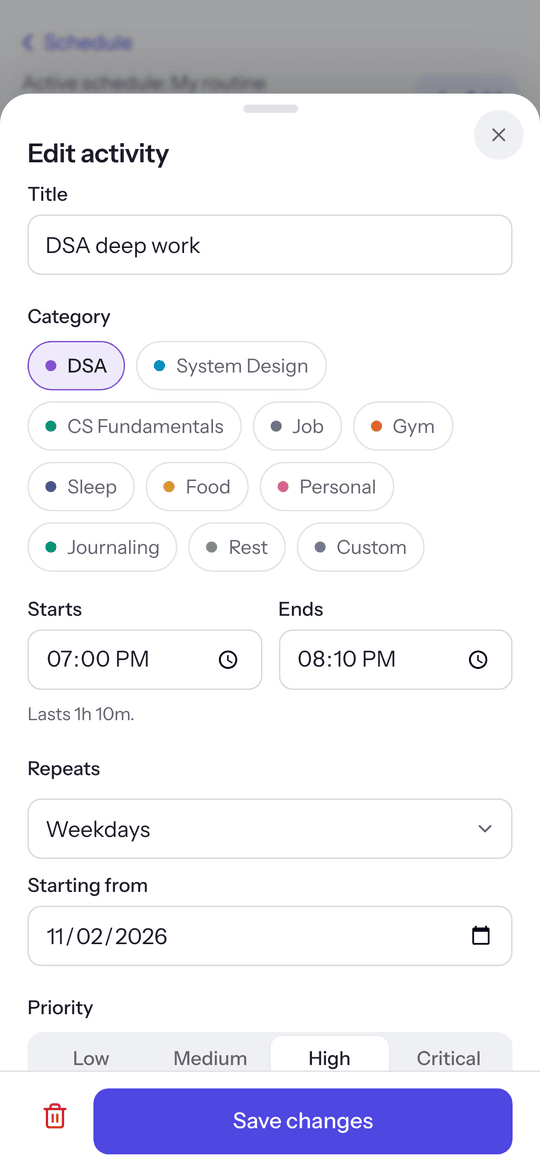 Schedule
Active schedule: My routine
Edit activity
Title
DSA deep work
Category
DSA
System Design
CS Fundamentals
Job
Gym
Sleep
Food
Personal
Journaling
Rest
Custom
Starts
Ends
07:00 PM
08:10 PM
Lasts 1h 10m.
Repeats
Weekdays
Starting from
11/02/2026
Priority
Low
Medium
High
Critical
Save changes